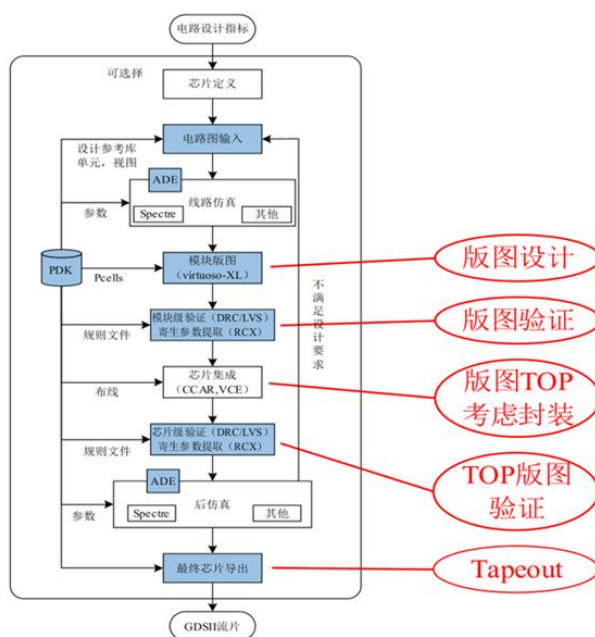 电路设计指标
可选择
芯片定义
设计参考库
单元，视图
电路图输入
ADE
参数
线路仿真
Spectre
其他
PDK
Pcells
模块版图
(virtuoso-XL)
版图设计
不满足设计要求
规则文件
模块级验证（DRC/LVS）
寄生参数提取（RCX）
版图验证
布线
芯片集成
（CCAR,VCE）
版图TOP
考虑封装
规则文件
芯片级验证（DRC/LVS）
寄生参数提取（RCX）
TOP版图
验证
ADE
参数
后仿真
Spectre
其他
最终芯片导出
Tapeout
GDSII流片